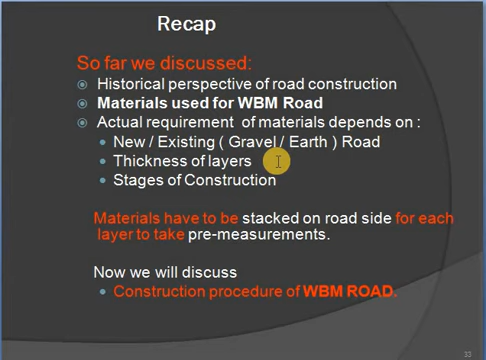 Recap
So far we discussed:
Historical perspective of road construction
Materials used for WBM Road
Actual requirement of materials depends on :
New / Existing ( Gravel / Earth ) Road
Thickness of layers
Stages of Construction
Materials have to be stacked on road side for each
layer to take pre-measurements.
Now we will discuss
Construction procedure of WBM ROAD.
33